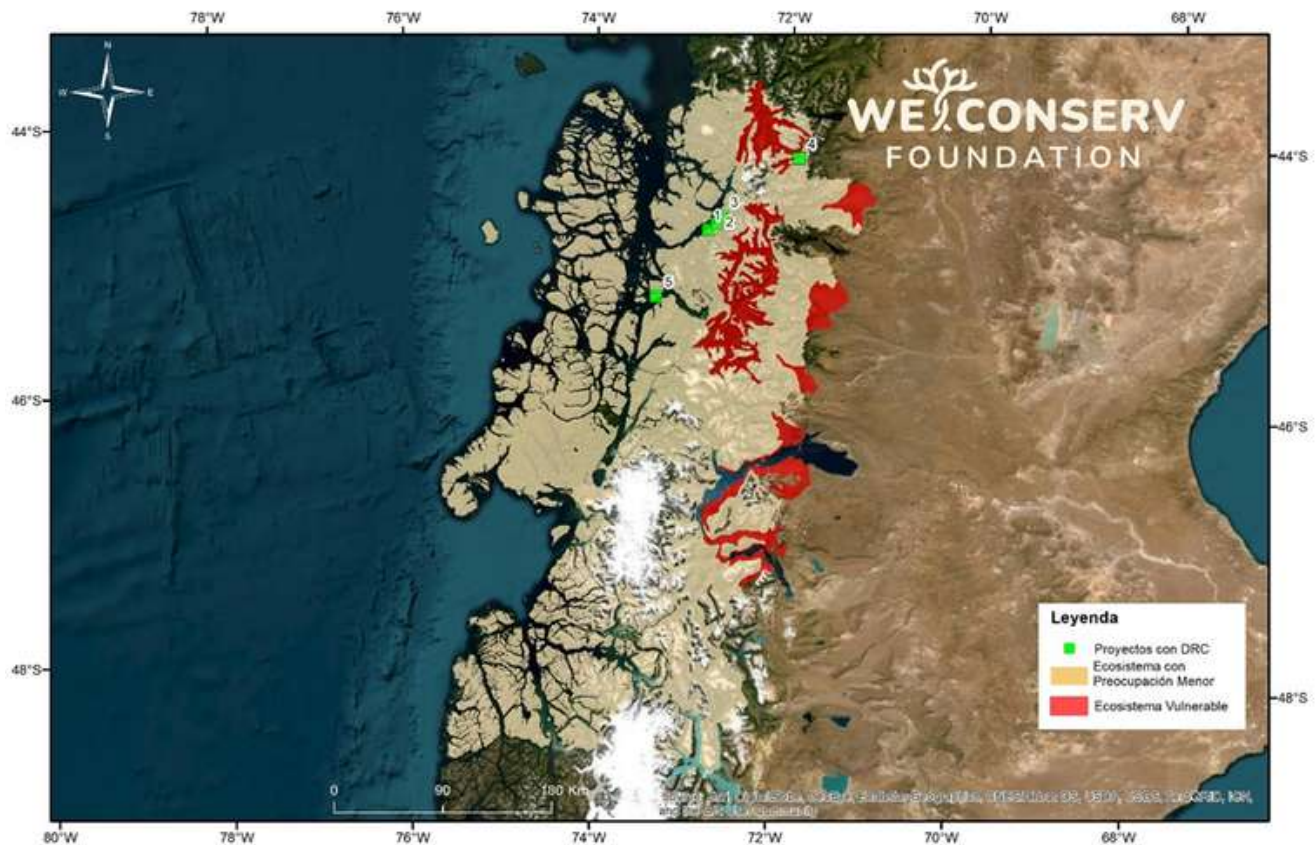 78°W 76°W 74°W 72°W 70°W 68°W
N
W E
S
WE CONSERV
FOUNDATION
44°S 44°S
4
3
1
2
5
46°S 46°S
Leyenda
Proyectos con DRC
Ecosistema con
Preocupación Menor
Ecosistema Vulnerable
48°S 48°S
0 90 180 Km
80°W 78°W 76°W 74°W 72°W 70°W 68°W